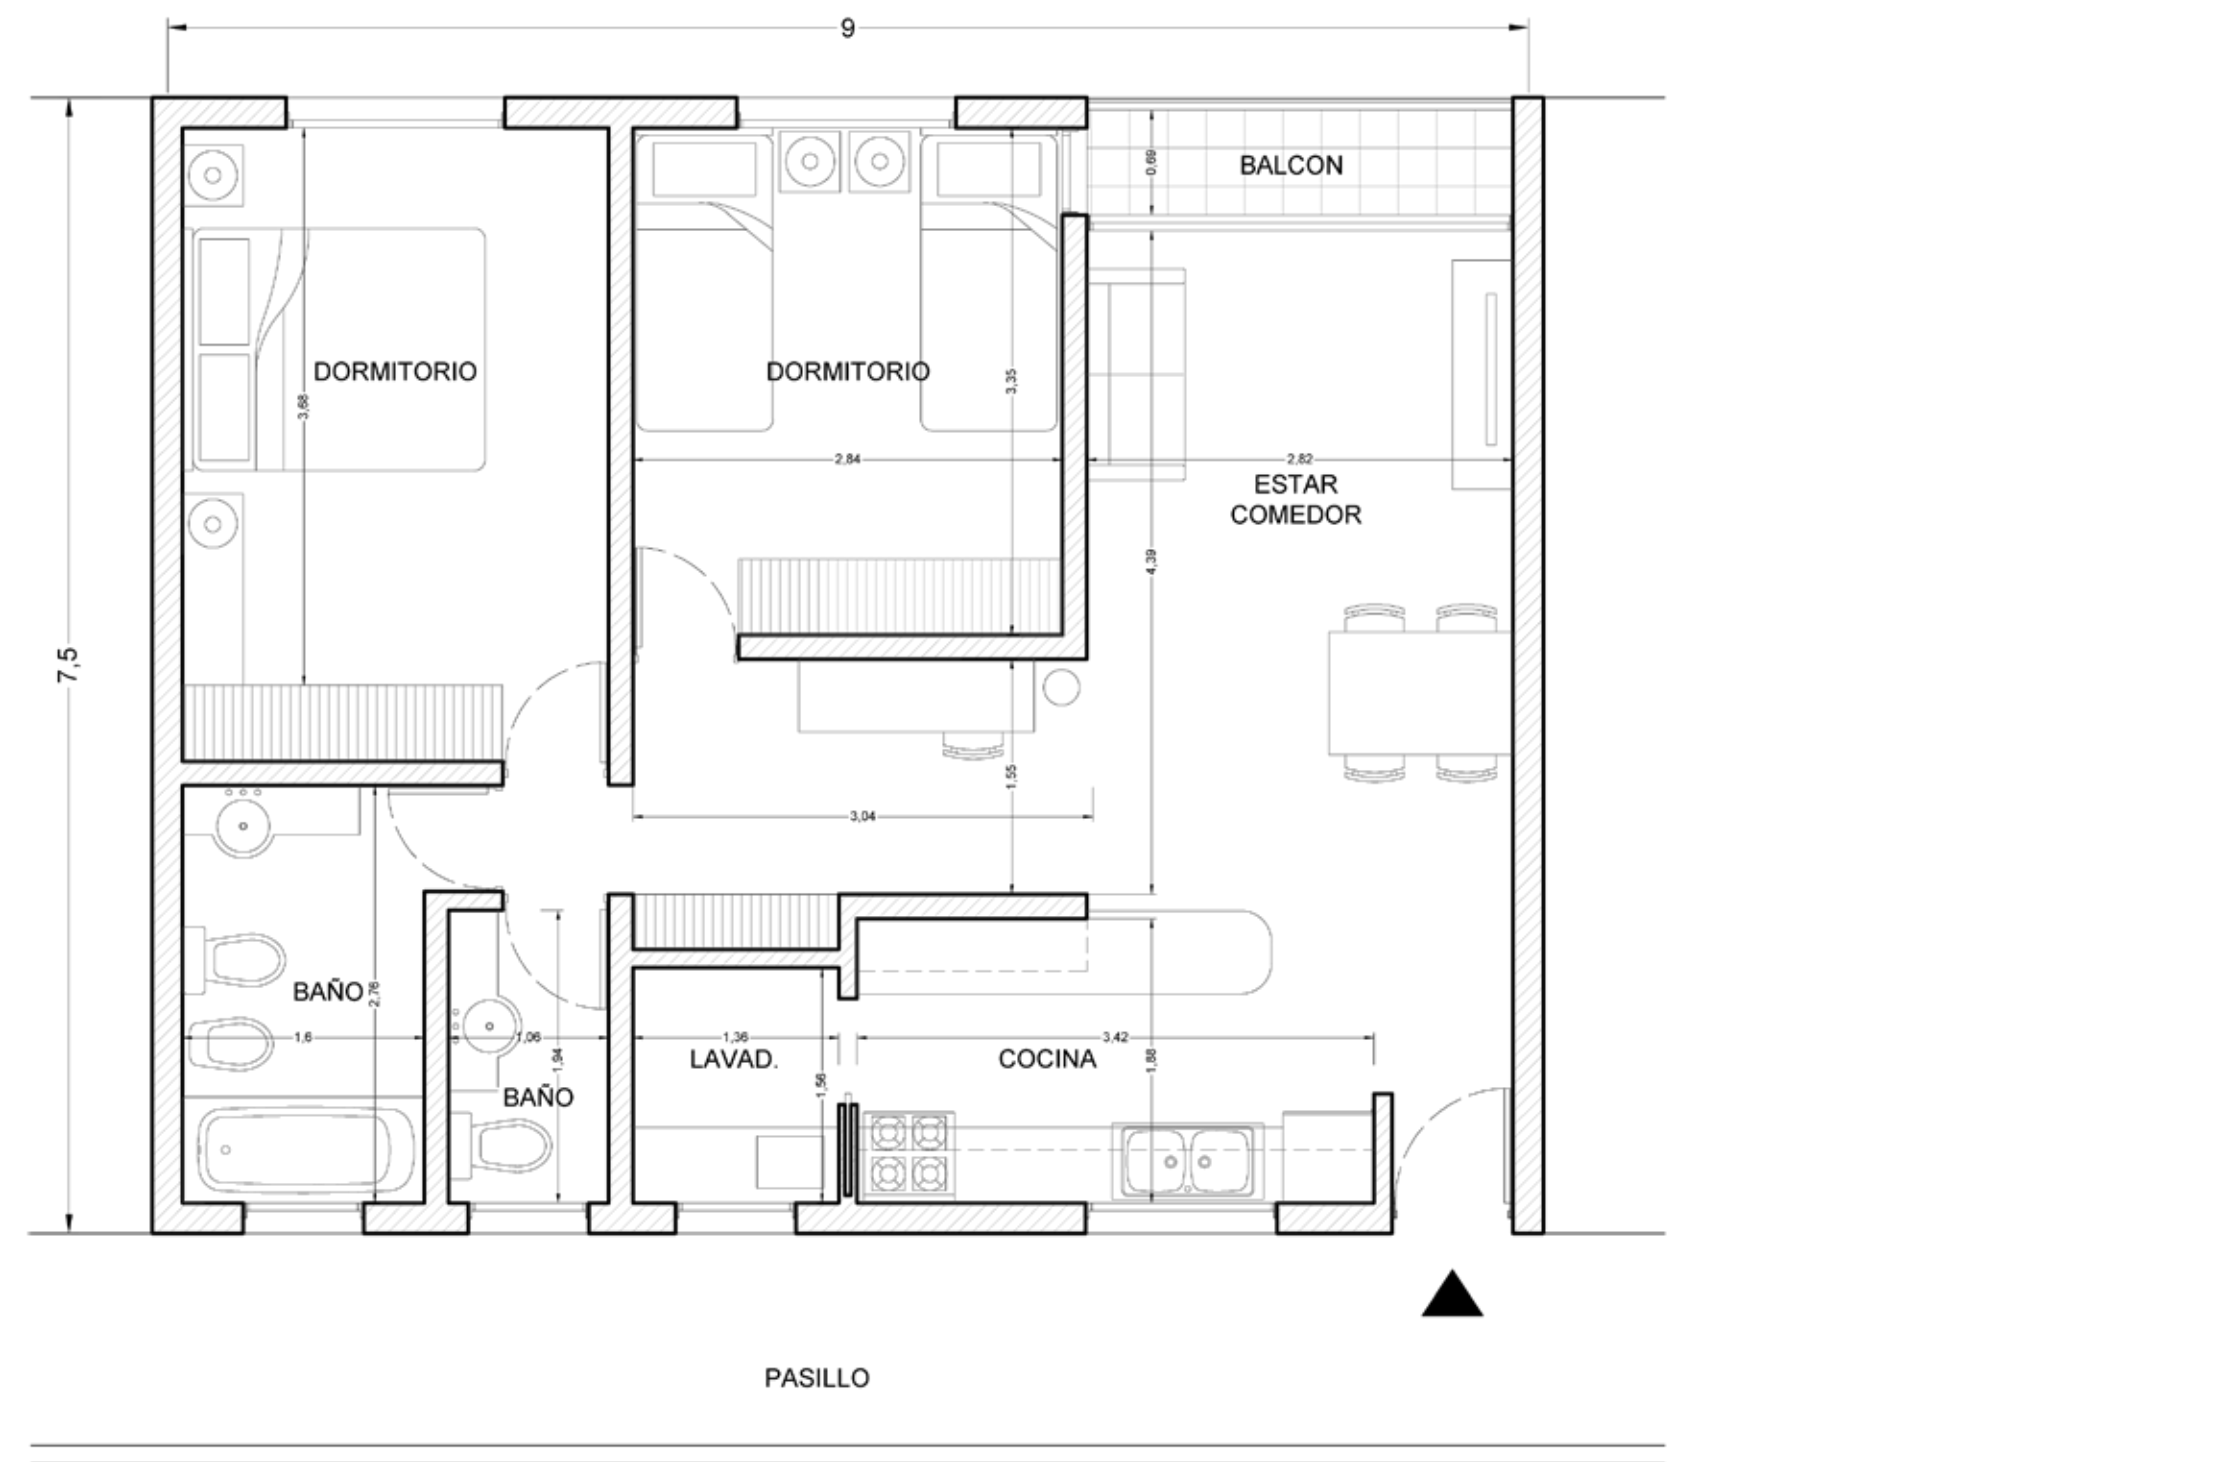 9
7,5
0,69
BALCON
DORMITORIO
3,68
DORMITORIO
3,35
2,84
2,82
ESTAR
COMEDOR
4,39
1,55
3,04
BAÑO
2,76
1,6
1,06
1,94
BAÑO
1,36
LAVAD.
1,56
3,42
COCINA
1,88
PASILLO